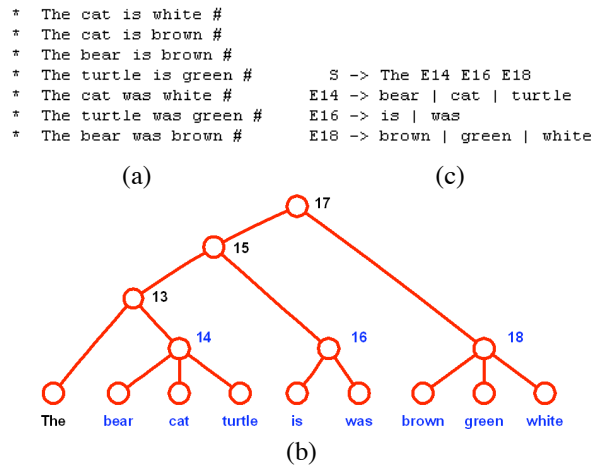 * The cat is white #
* The cat is brown #
* The bear is brown #
* The turtle is green #
* The cat was white #
* The turtle was green #
* The bear was brown #
(a)
S -> The E14 E16 E18
E14 -> bear | cat | turtle
E16 -> is | was
E18 -> brown | green | white
(c)
17
15
13
14 16 18
The bear cat turtle is was brown green white
(b)